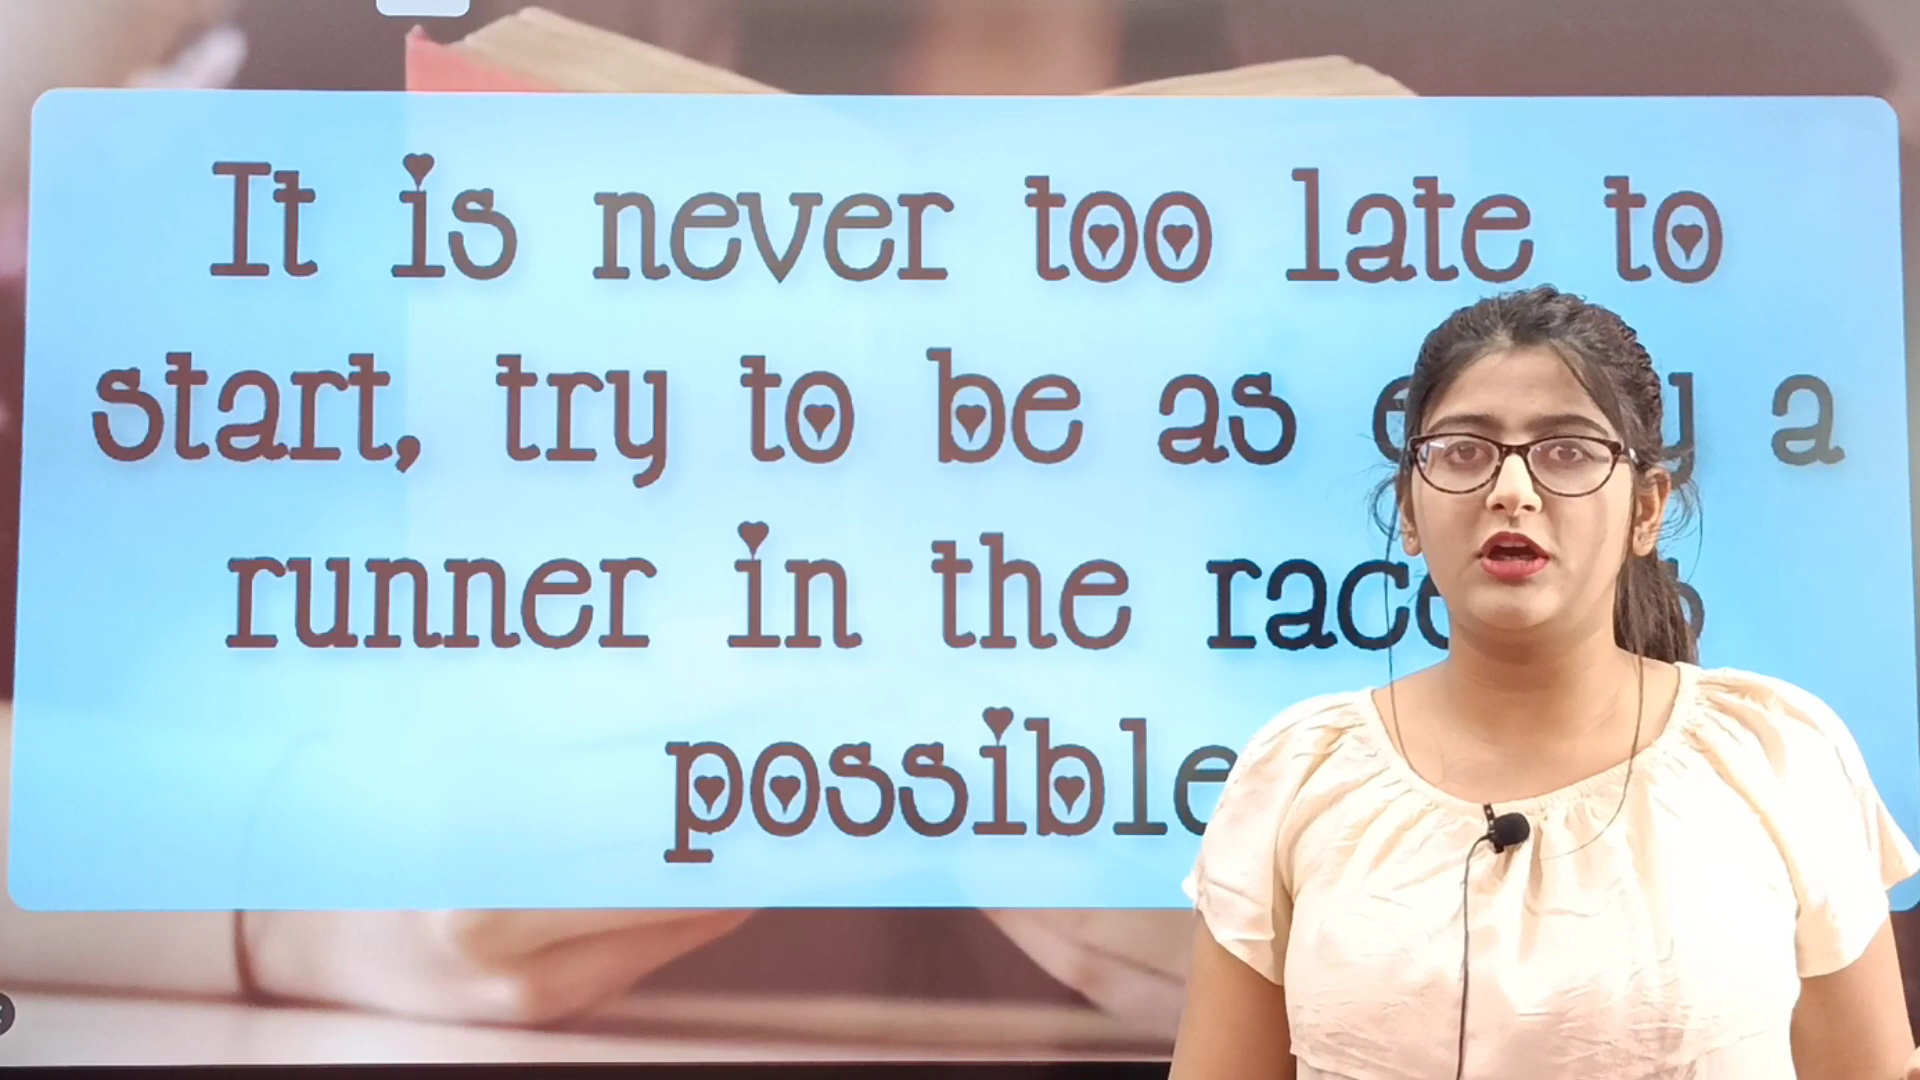 It is never too late to
start, try to be as a
runner in the
possible